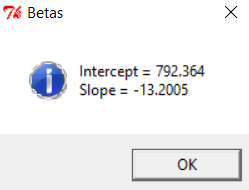 Betas
Intercept = 792.364
Slope = -13.2005
OK